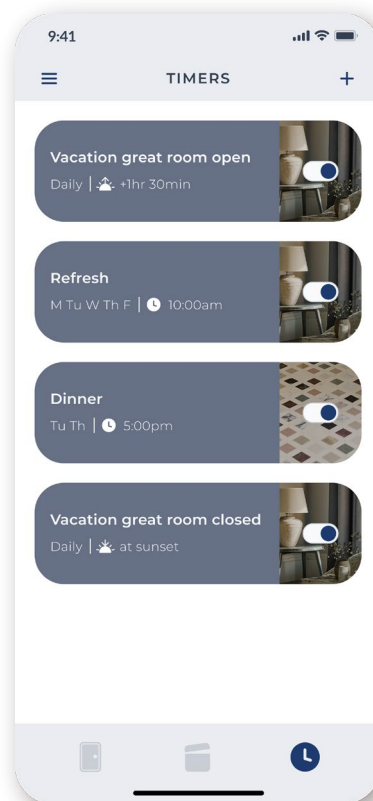 9:41
TIMERS
Vacation great room open
Daily | +1hr 30min
Refresh
M Tu W Th F | 10:00am
Dinner
Tu Th | 5:00pm
Vacation great room closed
Daily | at sunset